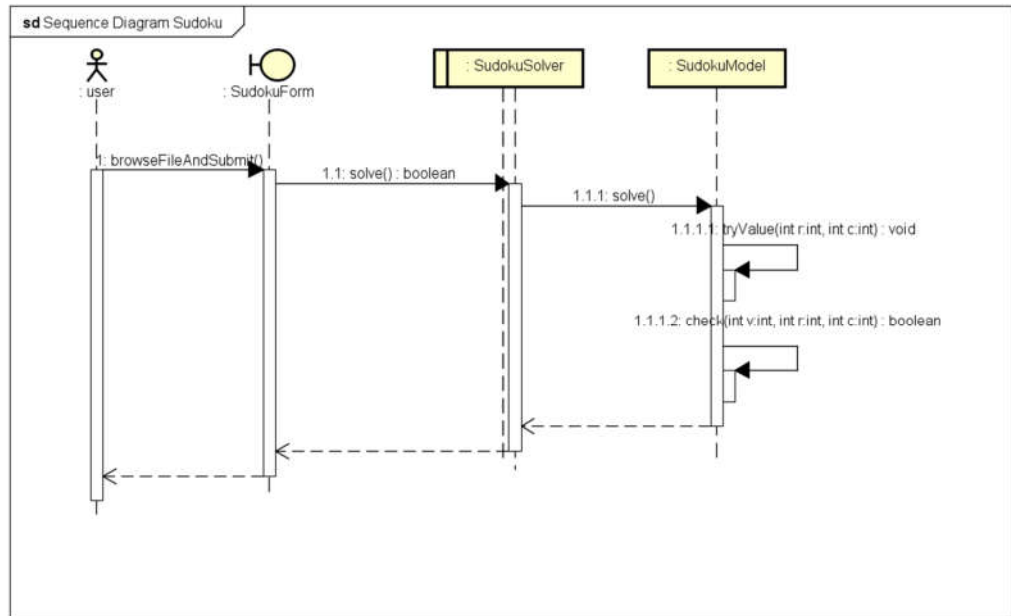 sd Sequence Diagram Sudoku
: user
: SudokuForm
: SudokuSolver
: SudokuModel
1: browseFileAndSubmit()
1.1: solve() : boolean
1.1.1: solve()
1.1.1.1: tryValue(int r:int, int c:int) : void
1.1.1.2: check(int v:int, int r:int, int c:int) : boolean